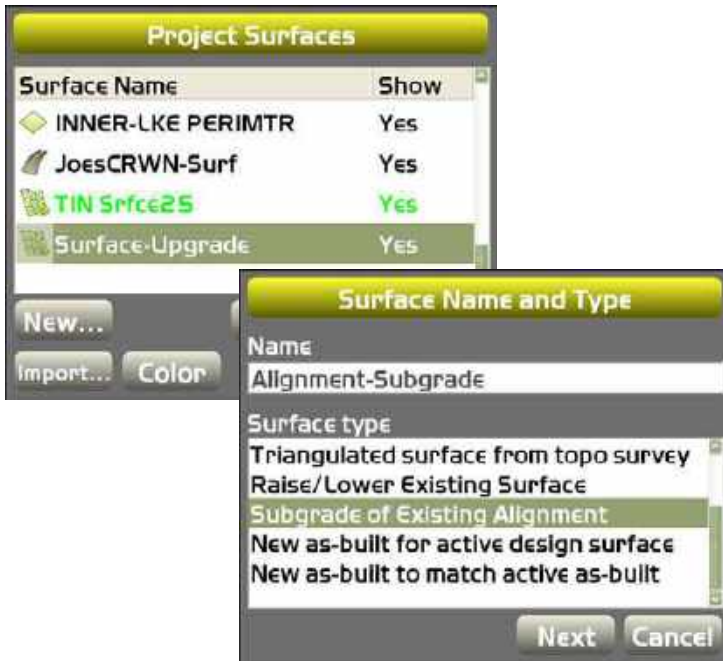 Project Surfaces
Surface Name Show
INNER-LKE PERIMTR Yes
JoesCRWN-Surf Yes
TIN Srfce25 Yes
Surface-Upgrade Yes
New...
Import... Color
Surface Name and Type
Name
Alignment-Subgrade
Surface type
Triangulated surface from topo survey
Raise/Lower Existing Surface
Subgrade of Existing Alignment
New as-built for active design surface
New as-built to match active as-built
Next Cancel